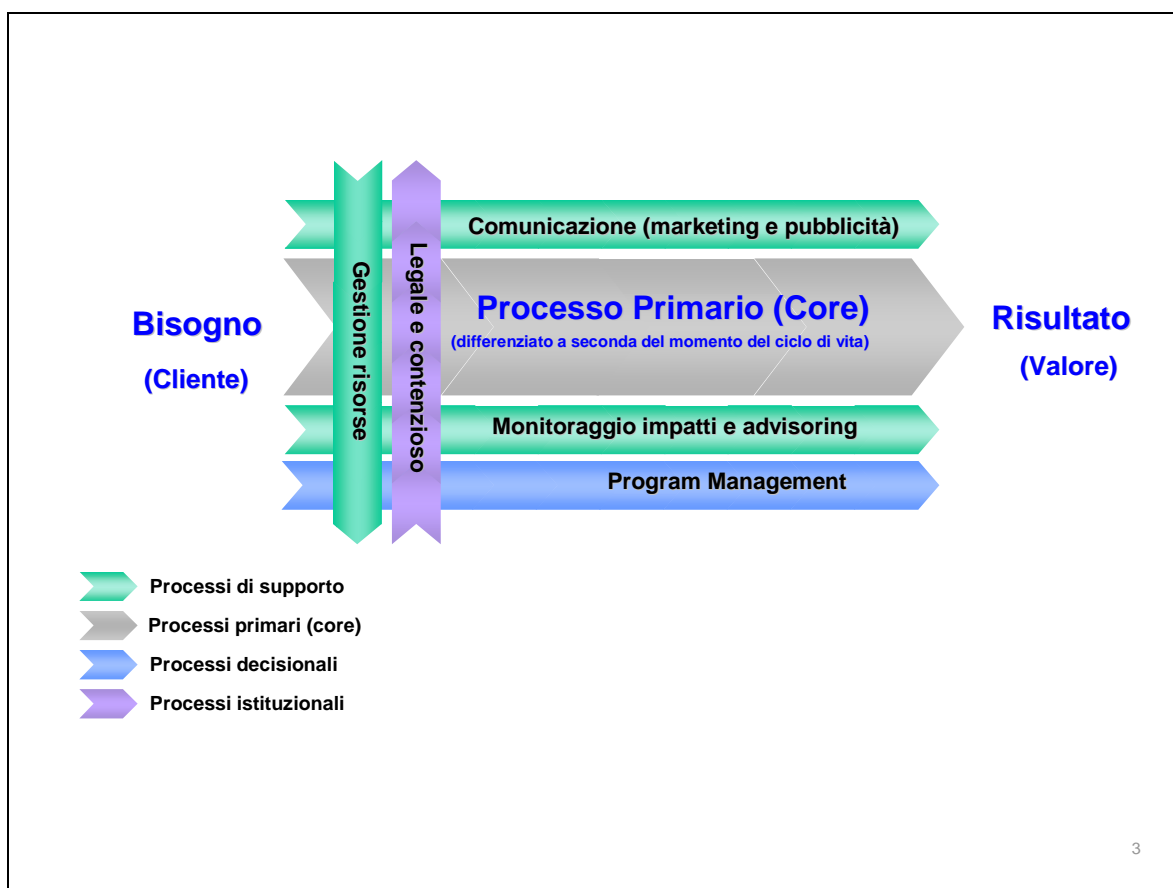 Comunicazione (marketing e pubblicità)
Gestione risorse
Legale e contenzioso
Bisogno
(Cliente)
Processo Primario (Core)
(differenziato a seconda del momento del ciclo di vita)
Risultato
(Valore)
Monitoraggio impatti e advisoring
Program Management
Processi di supporto
Processi primari (core)
Processi decisionali
Processi istituzionali
3